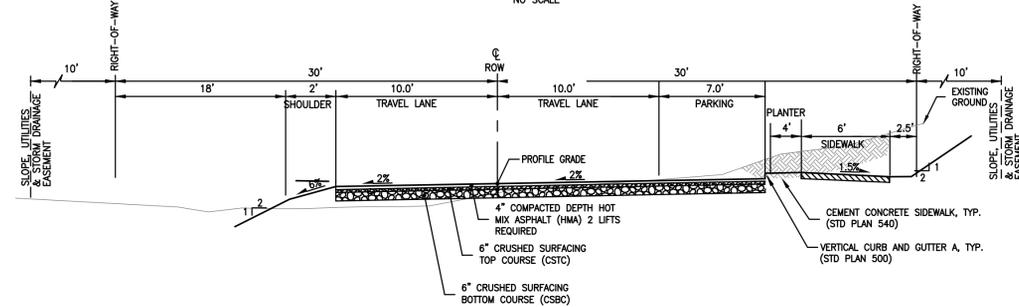 NO SCALE
RIGHT-OF-WAY
RIGHT-OF-WAY
℄
ROW
10'
30'
30'
10'
18'
2'
10.0'
10.0'
7.0'
SHOULDER
TRAVEL LANE
TRAVEL LANE
PARKING
PLANTER
EXISTING
GROUND
4'
6'
2.5'
SIDEWALK
SLOPE, UTILITIES
& STORM DRAINAGE
EASEMENT
SLOPE, UTILITIES
& STORM DRAINAGE
EASEMENT
PROFILE GRADE
6%
2%
2%
1.5%
1
2
2
1
4" COMPACTED DEPTH HOT
MIX ASPHALT (HMA) 2 LIFTS
REQUIRED
CEMENT CONCRETE SIDEWALK, TYP.
(STD PLAN 540)
6" CRUSHED SURFACING
TOP COURSE (CSTC)
VERTICAL CURB AND GUTTER A, TYP.
(STD PLAN 500)
6" CRUSHED SURFACING
BOTTOM COURSE (CSBC)